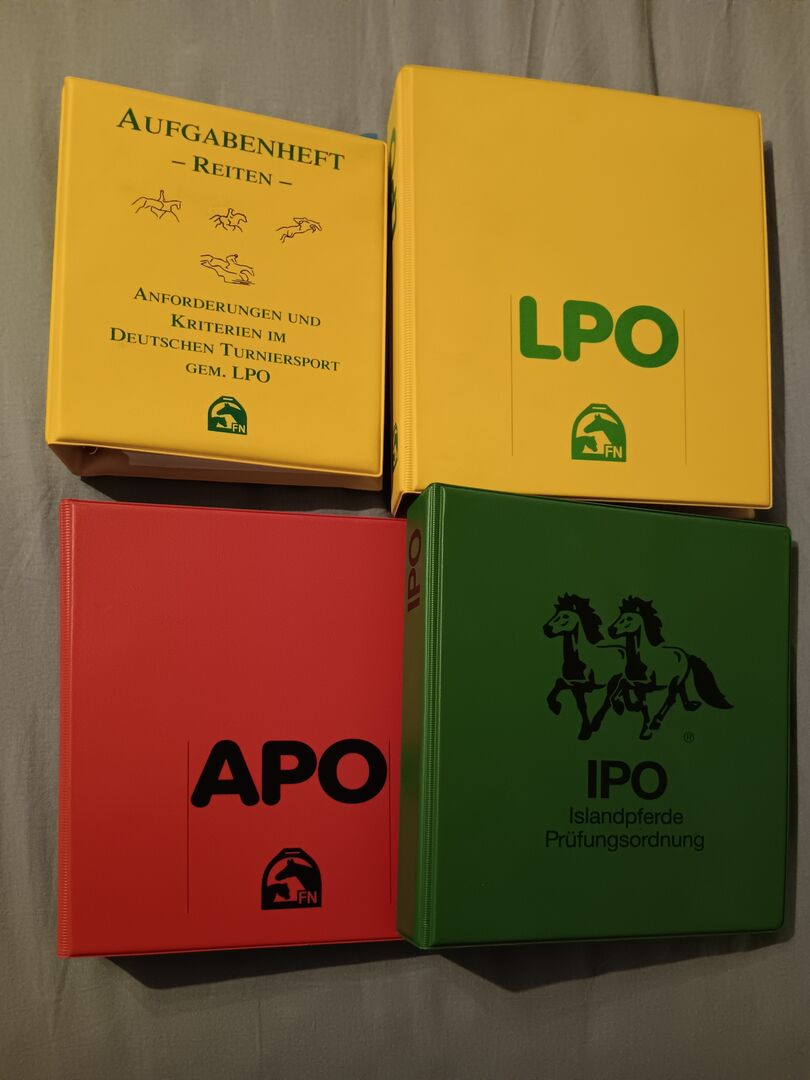 AUFGABENHEFT
– REITEN –
ANFORDERUNGEN UND
KRITERIEN IM
DEUTSCHEN TURNIERSPORT
GEM. LPO
FN
LPO
LPO
FN
APO
FN
IPO
®
IPO
Islandpferde
Prüfungsordnung